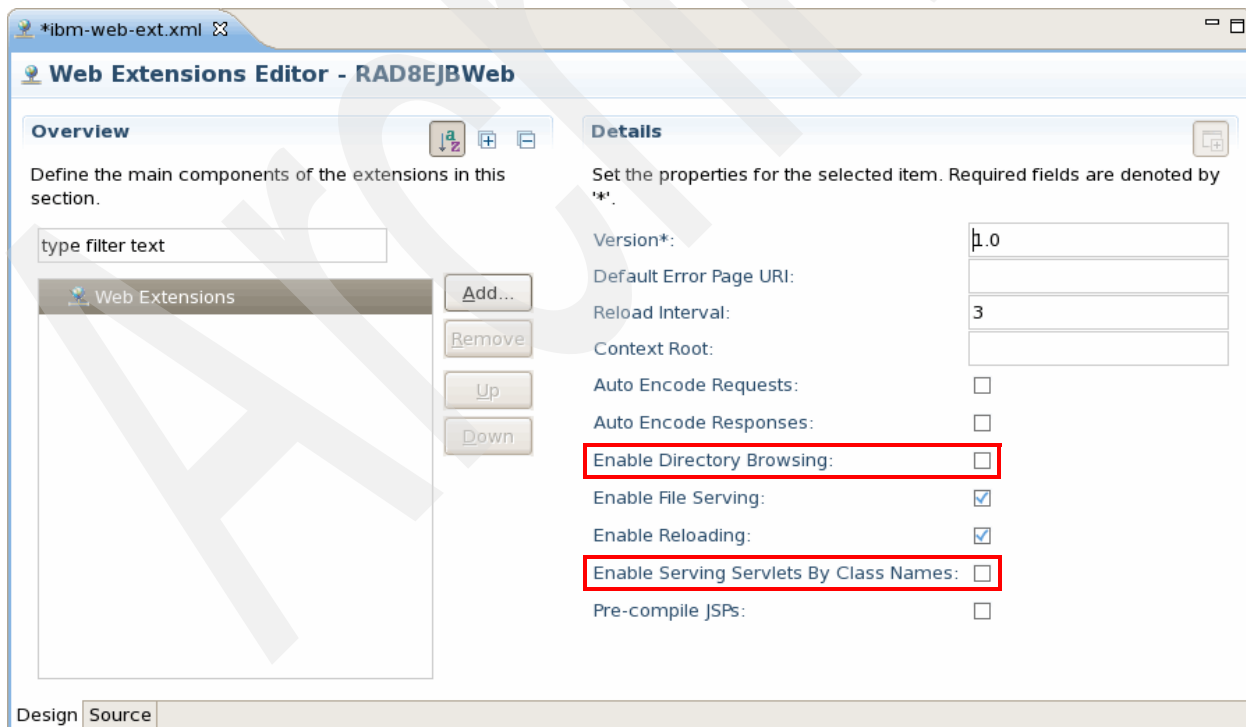 *ibm-web-ext.xml
Web Extensions Editor - RAD8EJBWeb
Overview
Define the main components of the extensions in this
section.
type filter text
Web Extensions
Add...
Remove
Up
Down
Details
Set the properties for the selected item. Required fields are denoted by
'*'.
Version*: 1.0
Default Error Page URI:
Reload Interval: 3
Context Root:
Auto Encode Requests:
Auto Encode Responses:
Enable Directory Browsing:
Enable File Serving:
Enable Reloading:
Enable Serving Servlets By Class Names:
Pre-compile JSPs:
Design Source